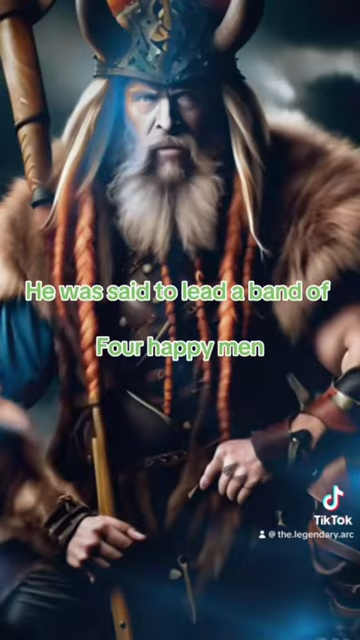 He was said to lead a band of
Four happy men
TikTok
@ the.legendary.arc